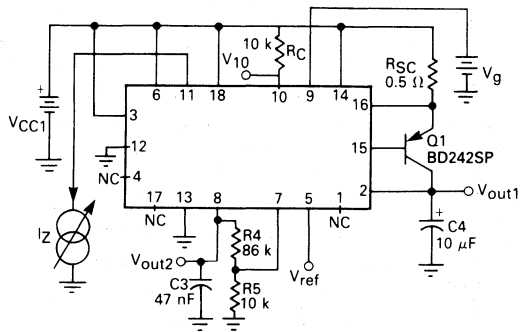 10 k
RC
V10
RSC
0.5 Ω
Vg
+
VCC1
6
11
18
10
9
14
3
16
12
15
Q1
BD242SP
NC
4
2
Vout1
17
13
8
7
5
1
NC
NC
+
C4
10 μF
IZ
R4
86 k
Vout2
Vref
C3
47 nF
R5
10 k